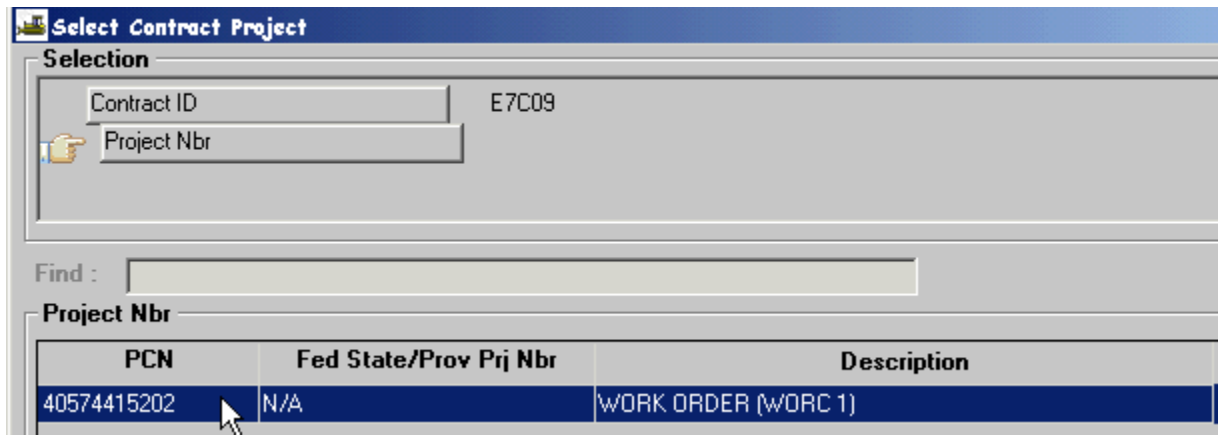 Select Contract Project
Selection
Contract ID E7C09
Project Nbr
Find :
Project Nbr
PCN Fed State/Prov Prj Nbr Description
40574415202 N/A WORK ORDER (WORC 1)